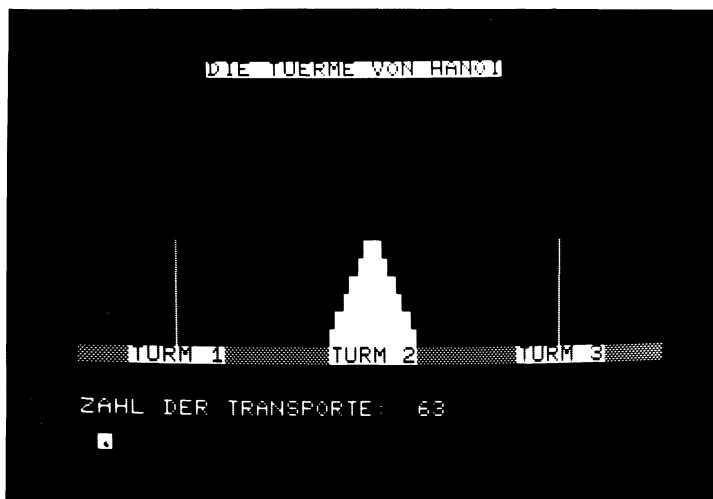 DIE TUERME VON HANOI
TURM 1 TURM 2 TURM 3
ZAHL DER TRANSPORTE: 63